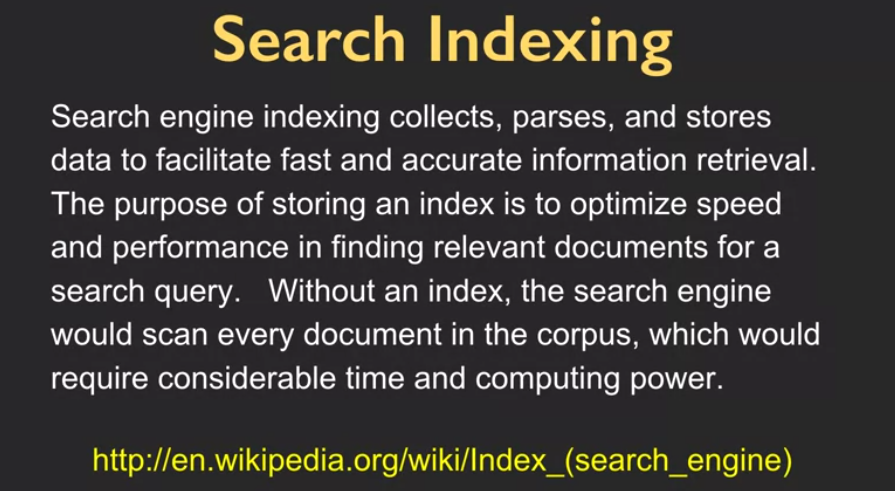 Search Indexing
Search engine indexing collects, parses, and stores
data to facilitate fast and accurate information retrieval.
The purpose of storing an index is to optimize speed
and performance in finding relevant documents for a
search query.   Without an index, the search engine
would scan every document in the corpus, which would
require considerable time and computing power.
http://en.wikipedia.org/wiki/Index_(search_engine)